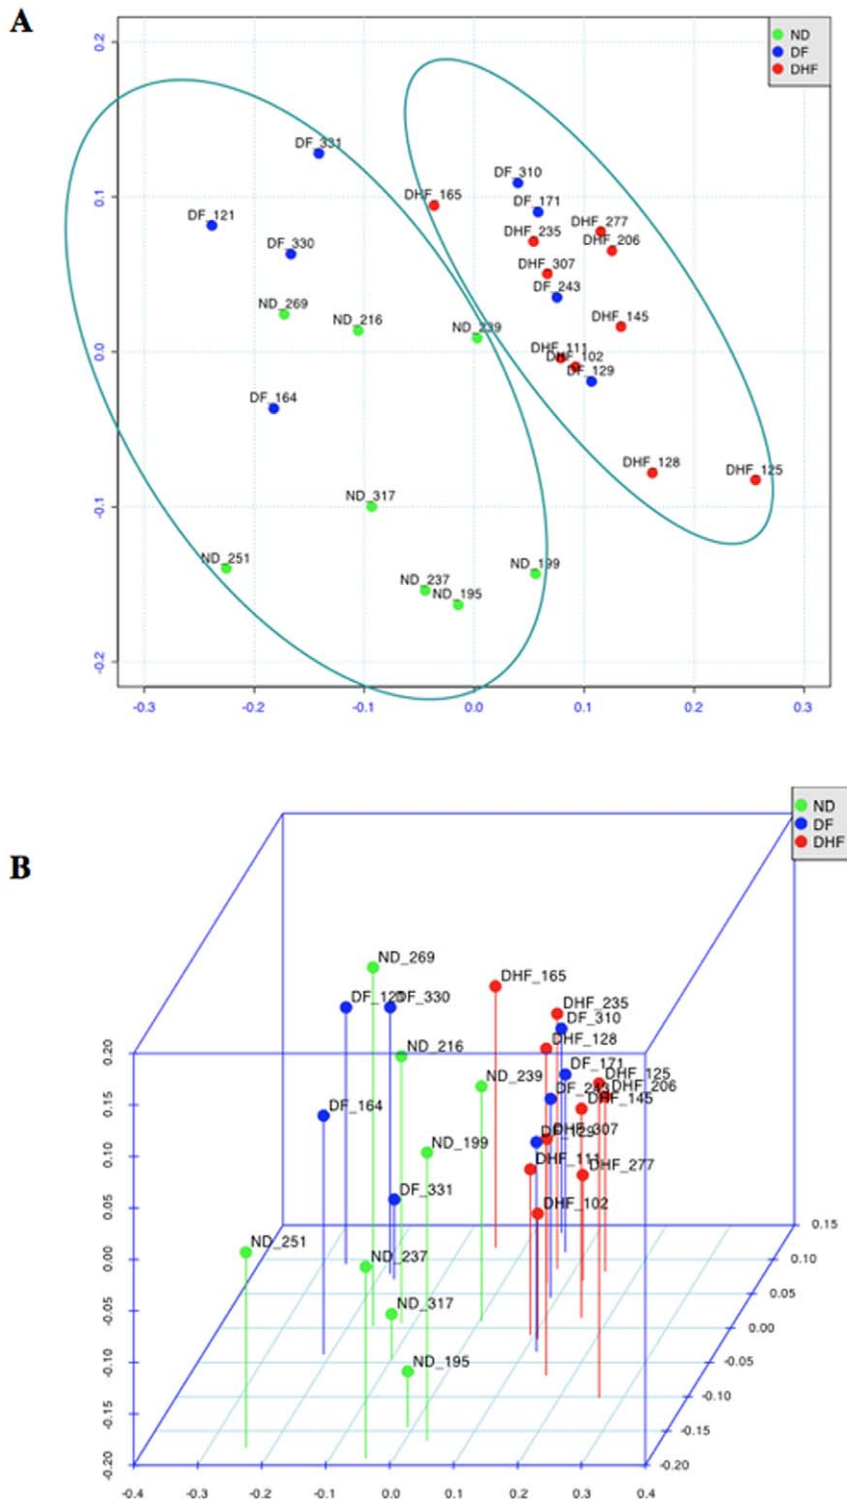 A
ND
DF
DHF
0.2
DF_331
DF_310
DHF_165
0.1
DF_171
DF_121
DHF_277
DHF_235
DHF_206
DF_330
DHF_307
DF_243
ND_269
ND_216
DHF_145
ND_239
0.0
DHF_111
DHF_102
DF_129
DF_164
DHF_128
DHF_125
ND_317
-0.1
ND_251
ND_199
ND_237
ND_195
-0.2
-0.3 -0.2 -0.1 0.0 0.1 0.2 0.3
B
ND
DF
DHF
ND_269
DHF_165
DF_121 DF_330
DHF_235
DF_310
DHF_128
0.20
ND_216
DF_171
DHF_125
ND_239
DHF_206
DF_243
DHF_145
0.15
DF_164
DHF_307
DF_129
0.10
ND_199
DHF_111
DHF_277
0.05
DF_331
DHF_102
0.15
ND_251
0.00
ND_237
0.10
-0.05
0.05
ND_317
0.00
-0.10
ND_195
-0.05
-0.10
-0.15
-0.15
-0.20
-0.20
-0.4 -0.3 -0.2 -0.1 0.0 0.1 0.2 0.3 0.4